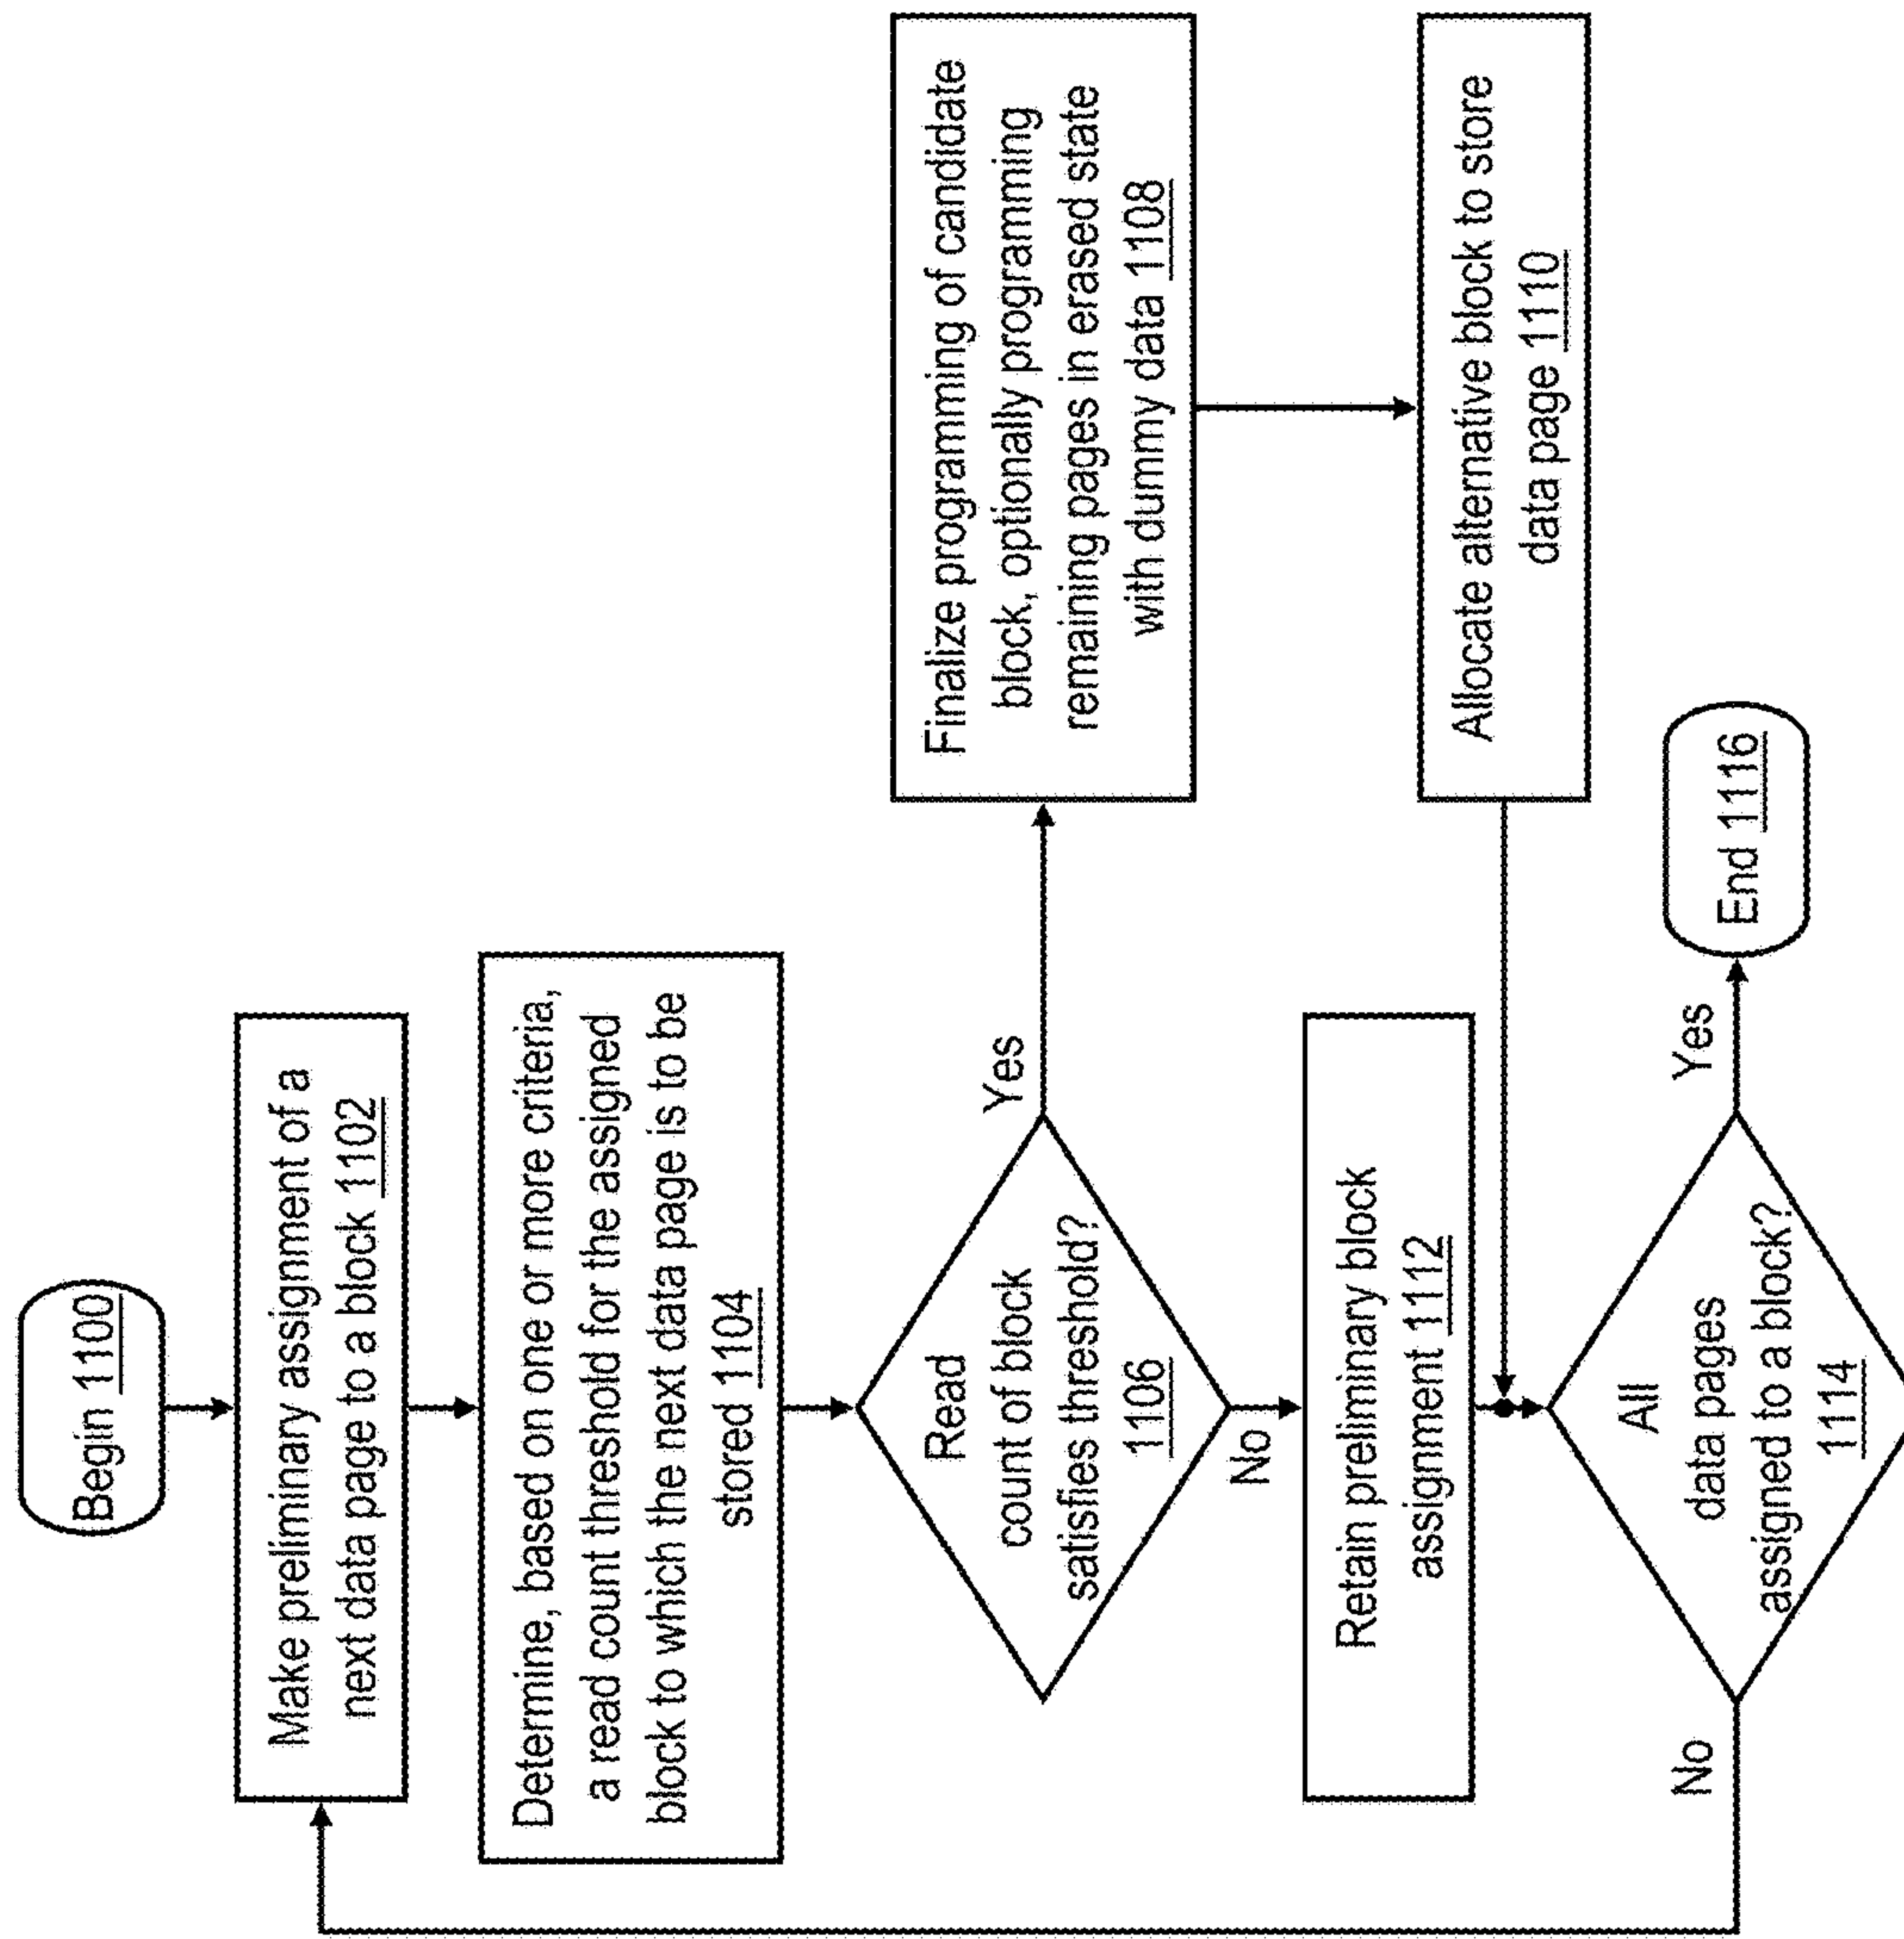 Begin 1100
Make preliminary assignment of a
next data page to a block 1102
Determine, based on one or more criteria,
a read count threshold for the assigned
block to which the next data page is to be
stored 1104
Read
count of block
satisfies threshold?
1106
Yes
No
Finalize programming of candidate
block, optionally programming
remaining pages in erased state
with dummy data 1108
Allocate alternative block to store
data page 1110
Retain preliminary block
assignment 1112
All
data pages
assigned to a block?
1114
No
Yes
End 1116